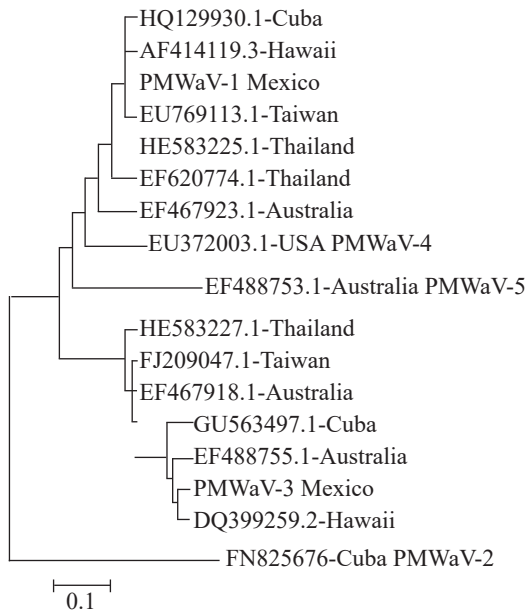 HQ129930.1-Cuba
AF414119.3-Hawaii
PMWaV-1 Mexico
EU769113.1-Taiwan
HE583225.1-Thailand
EF620774.1-Thailand
EF467923.1-Australia
EU372003.1-USA PMWaV-4
EF488753.1-Australia PMWaV-5
HE583227.1-Thailand
FJ209047.1-Taiwan
EF467918.1-Australia
GU563497.1-Cuba
EF488755.1-Australia
PMWaV-3 Mexico
DQ399259.2-Hawaii
FN825676-Cuba PMWaV-2
0.1